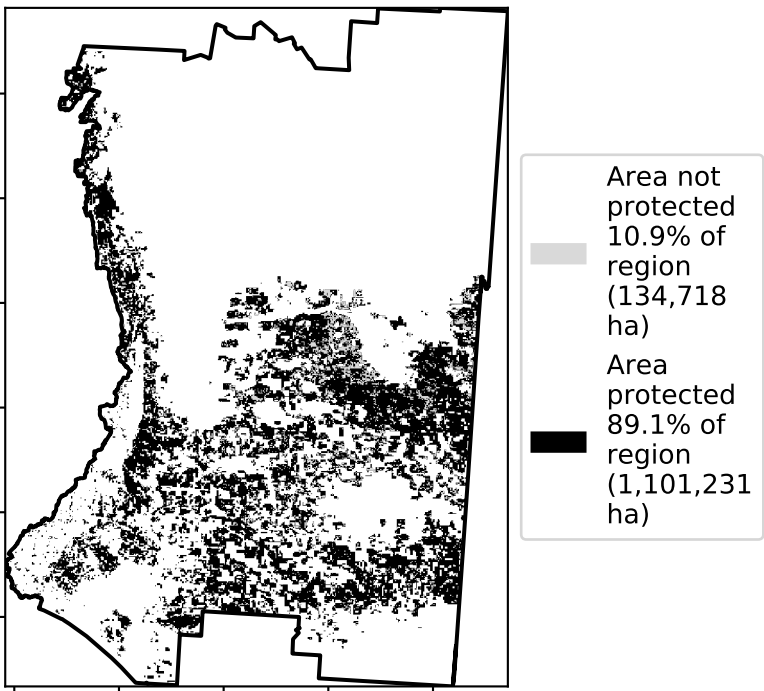 Area not
protected
10.9% of
region
(134,718
ha)
Area
protected
89.1% of
region
(1,101,231
ha)